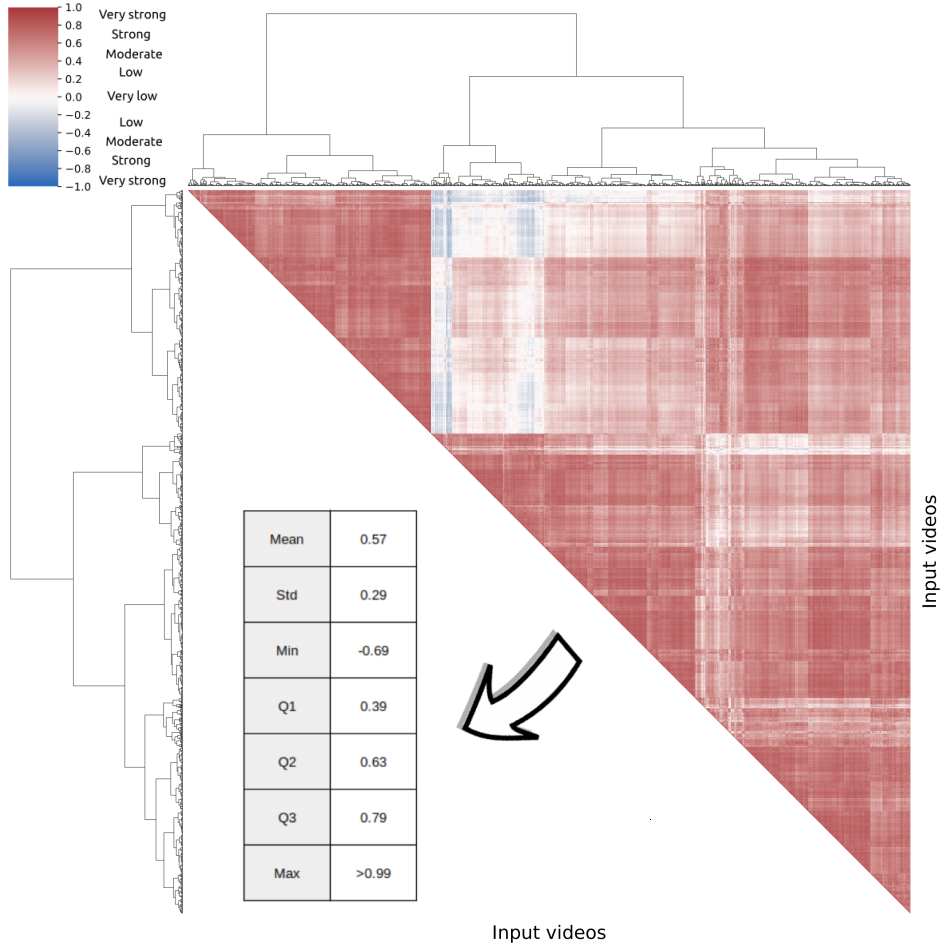 1.0 Very strong
0.8 Strong
0.6 Moderate
0.4 Low
0.2
0.0 Very low
−0.2 Low
−0.4 Moderate
−0.6 Strong
−0.8 Very strong
−1.0
Mean 0.57
Std 0.29
Min -0.69
Q1 0.39
Q2 0.63
Q3 0.79
Max >0.99
Input videos
Input videos